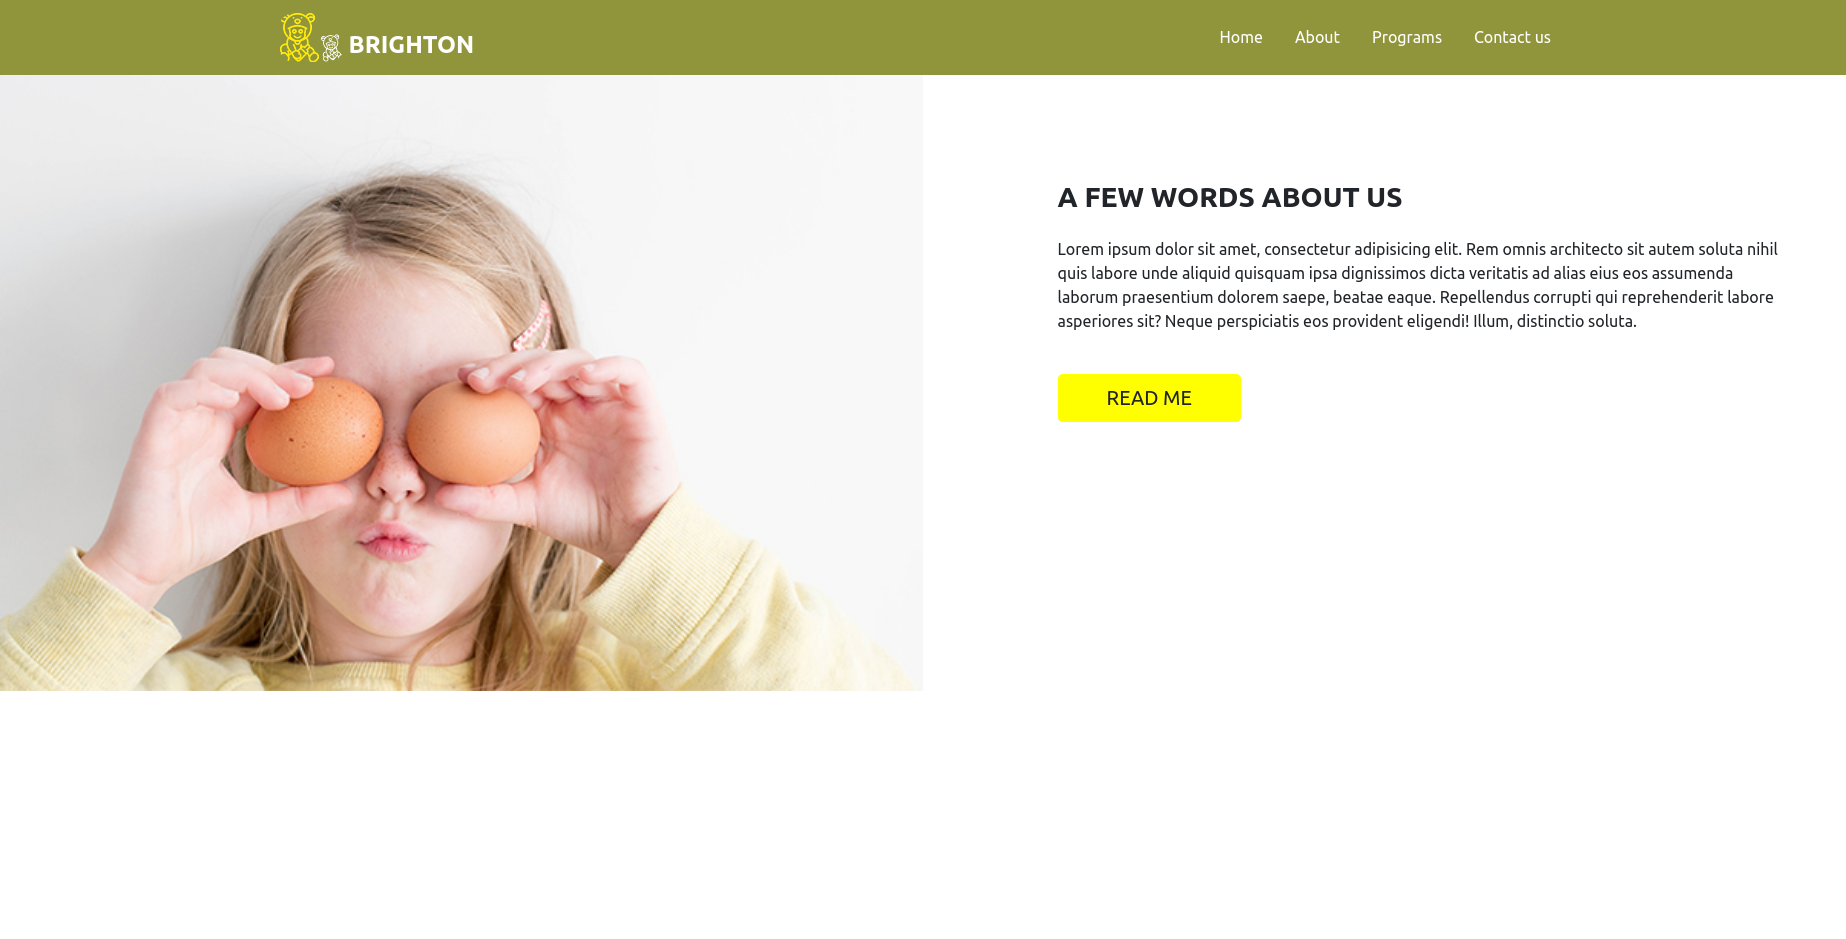 BRIGHTON
Home About Programs Contact us
A FEW WORDS ABOUT US
Lorem ipsum dolor sit amet, consectetur adipisicing elit. Rem omnis architecto sit autem soluta nihil
quis labore unde aliquid quisquam ipsa dignissimos dicta veritatis ad alias eius eos assumenda
laborum praesentium dolorem saepe, beatae eaque. Repellendus corrupti qui reprehenderit labore
asperiores sit? Neque perspiciatis eos provident eligendi! Illum, distinctio soluta.
READ ME